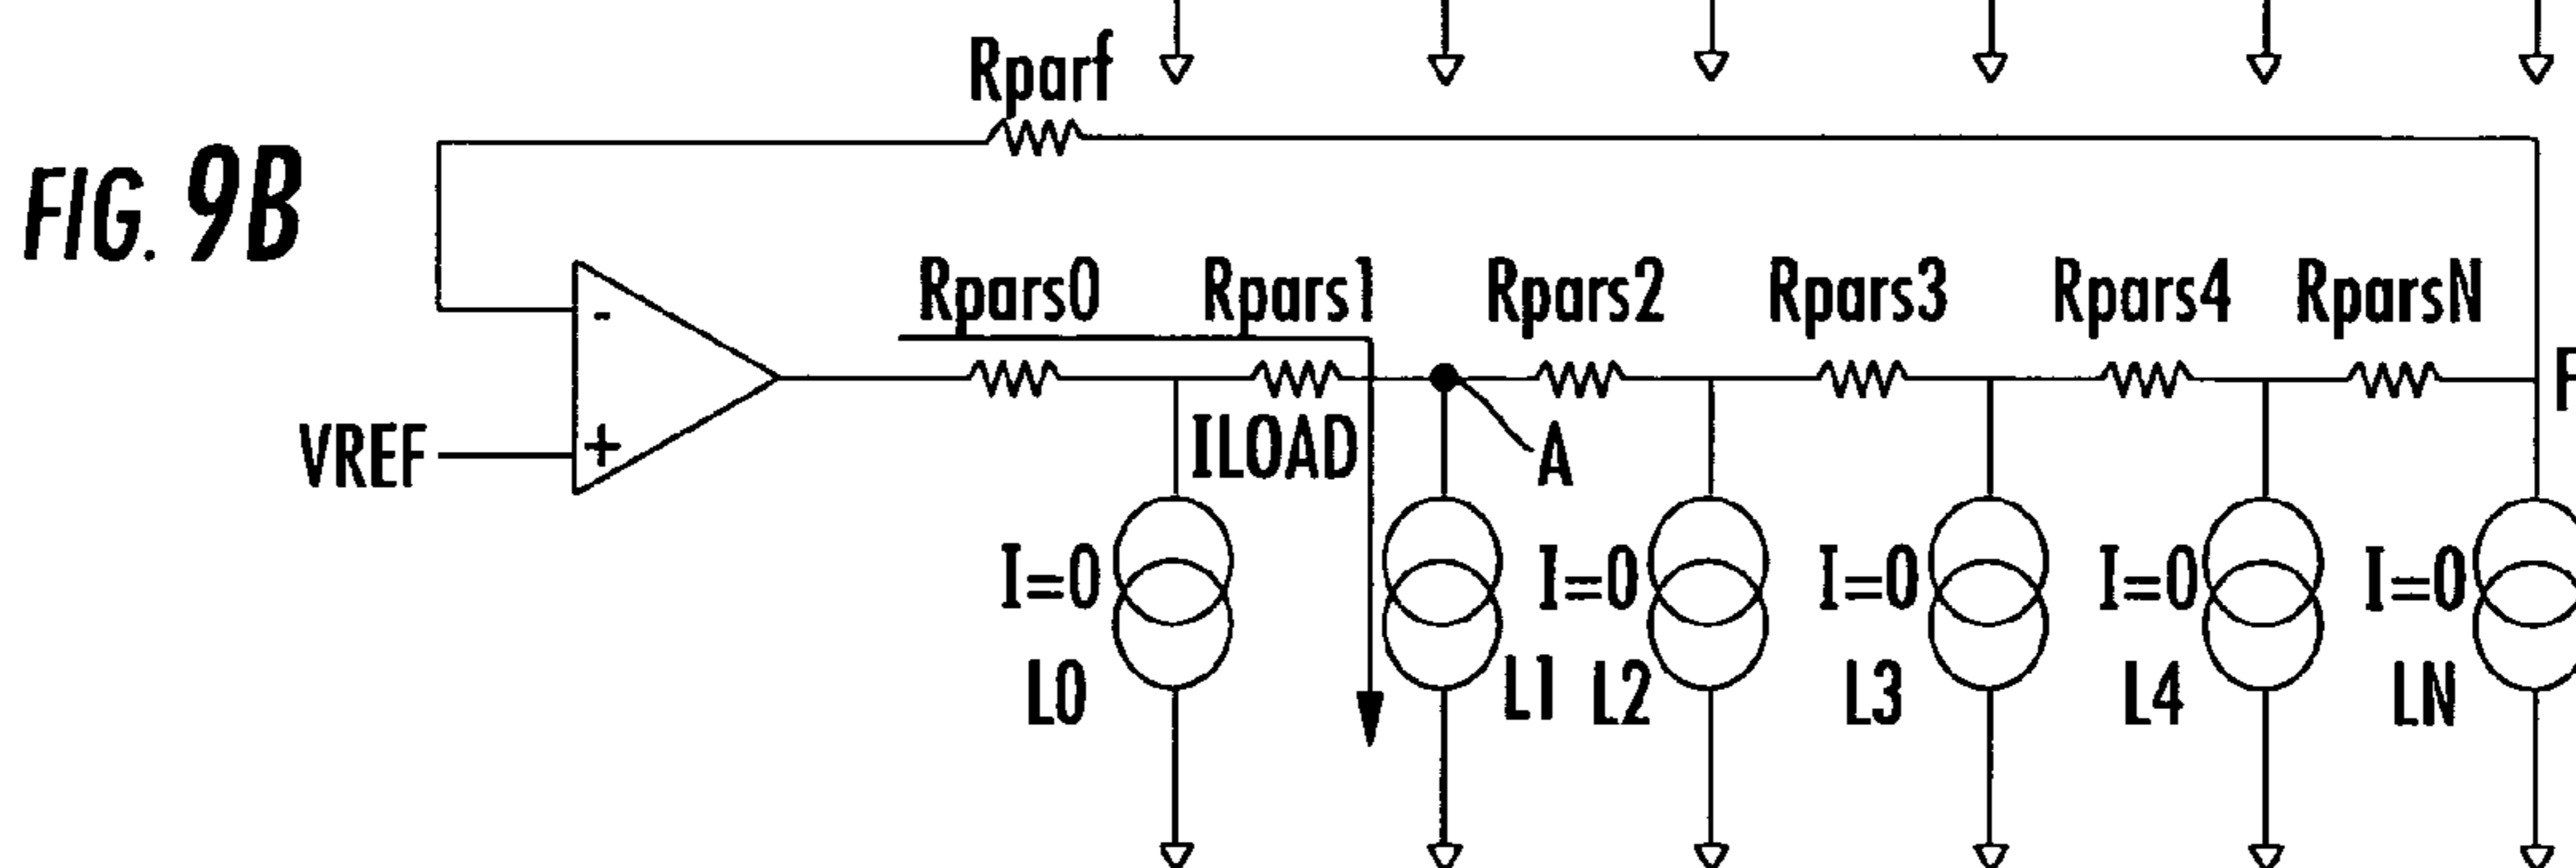 Rparf
FIG. 9B
Rpars0 Rpars1 Rpars2 Rpars3 Rpars4 RparsN
-
+
VREF
ILOAD
A
I=0 I=0 I=0 I=0 I=0
L0 L1 L2 L3 L4 LN